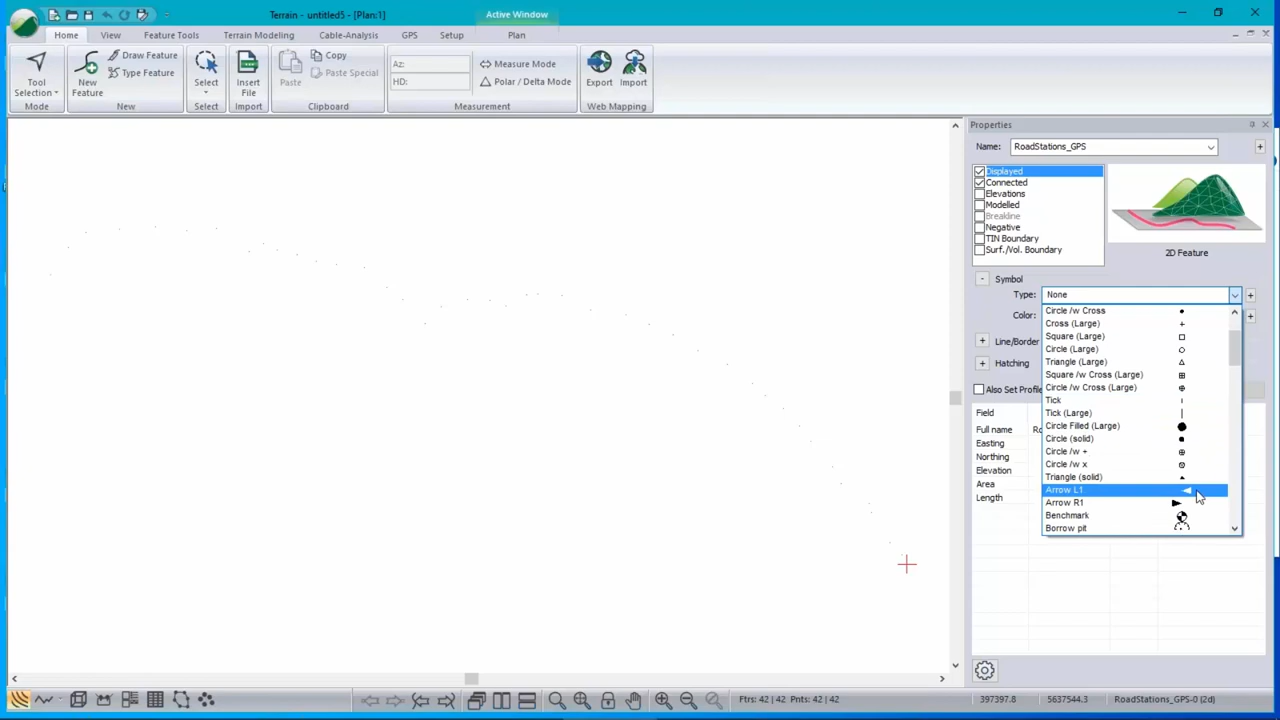 Terrain - untitled5 - [Plan:1]
Active Window
Home
View
Feature Tools
Terrain Modeling
Cable-Analysis
GPS
Setup
Plan
Tool
Selection
Mode
New
Feature
Draw Feature
Type Feature
New
Select
Select
Insert
File
Import
Paste
Copy
Paste Special
Clipboard
Az:
HD:
Measure Mode
Polar / Delta Mode
Measurement
Export
Import
Web Mapping
Properties
Name:
RoadStations_GPS
Displayed
Connected
Elevations
Modelled
Breakline
Negative
TIN Boundary
Surf./Vol. Boundary
2D Feature
Symbol
Type:
None
Color:
Line/Border
Hatching
Also Set Profile
Circle /w Cross
Cross (Large)
Square (Large)
Circle (Large)
Triangle (Large)
Square /w Cross (Large)
Circle /w Cross (Large)
Tick
Tick (Large)
Circle Filled (Large)
Circle (solid)
Circle /w +
Circle /w x
Triangle (solid)
Arrow L1
Arrow R1
Benchmark
Borrow pit
Field
Full name
Ro
Easting
Northing
Elevation
Area
Length
Ftrs: 42 | 42 Pnts: 42 | 42
397397.8
5637544.3
RoadStations_GPS-0 (2d)